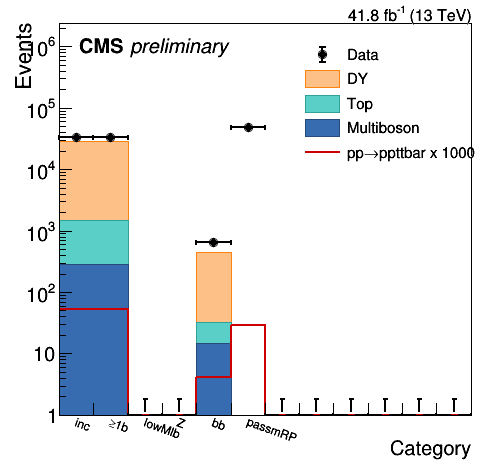 41.8 fb⁻¹ (13 TeV)
CMS preliminary
Events
Data
DY
Top
Multiboson
pp→ppttbar x 1000
10⁶
10⁵
10⁴
10³
10²
10
1
inc ≥1b lowMlb Z bb passmRP
Category